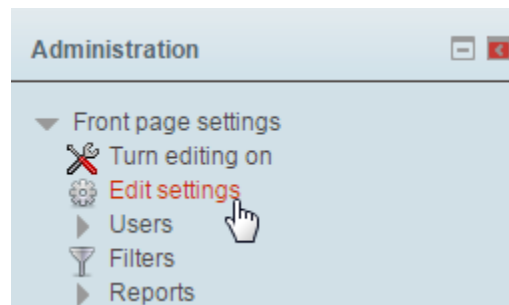 Administration
Front page settings
Turn editing on
Edit settings
Users
Filters
Reports